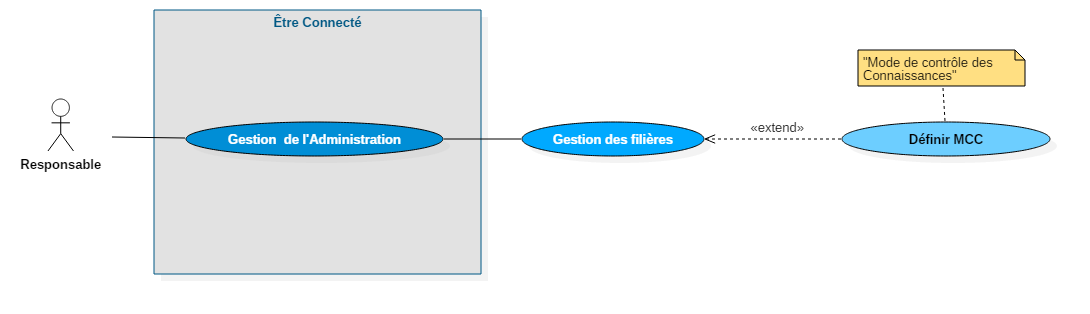 Être Connecté
"Mode de contrôle des
Connaissances"
Responsable
Gestion  de l'Administration
Gestion des filières
«extend»
Définir MCC